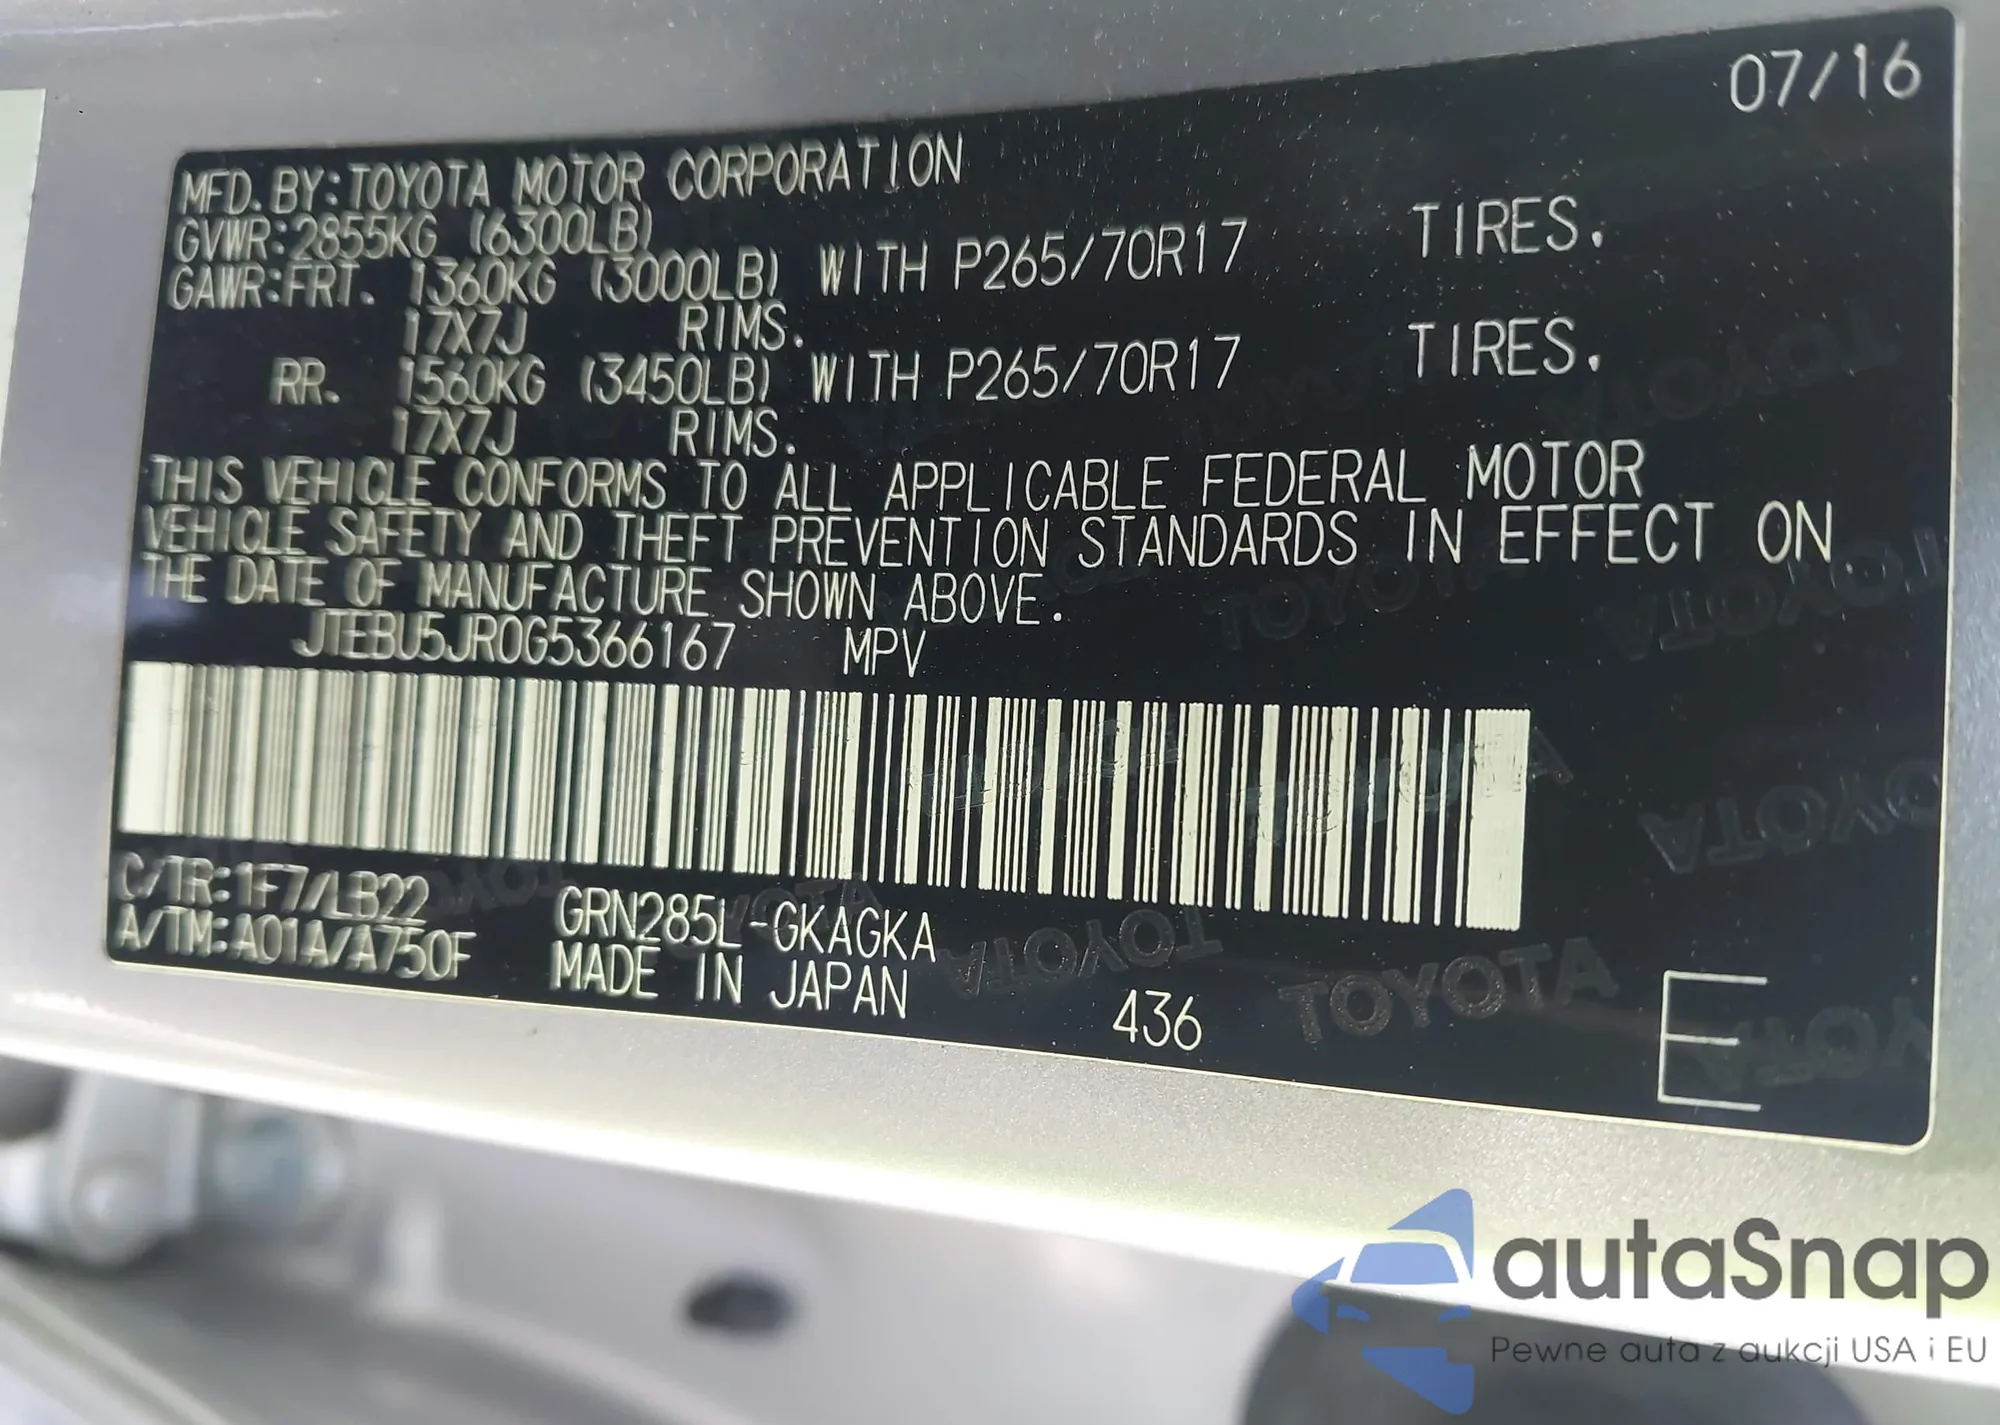 07/16
MFD.BY:TOYOTA MOTOR CORPORATION
GVWR:2855KG (6300LB)
GAWR:FRT. 1360KG (3000LB) WITH P265/70R17 TIRES.
17X7J RIMS.
RR. 1560KG (3450LB) WITH P265/70R17 TIRES.
17X7J RIMS.
THIS VEHICLE CONFORMS TO ALL APPLICABLE FEDERAL MOTOR
VEHICLE SAFETY AND THEFT PREVENTION STANDARDS IN EFFECT ON
THE DATE OF MANUFACTURE SHOWN ABOVE.
JTEBU5JR0G5366167 MPV
C/TR:1F7/LB22 GRN285L-GKAGKA
A/TM:A01A/A750F MADE IN JAPAN 436
E
TOYOTA
autaSnap
Pewne auta z aukcji USA i EU